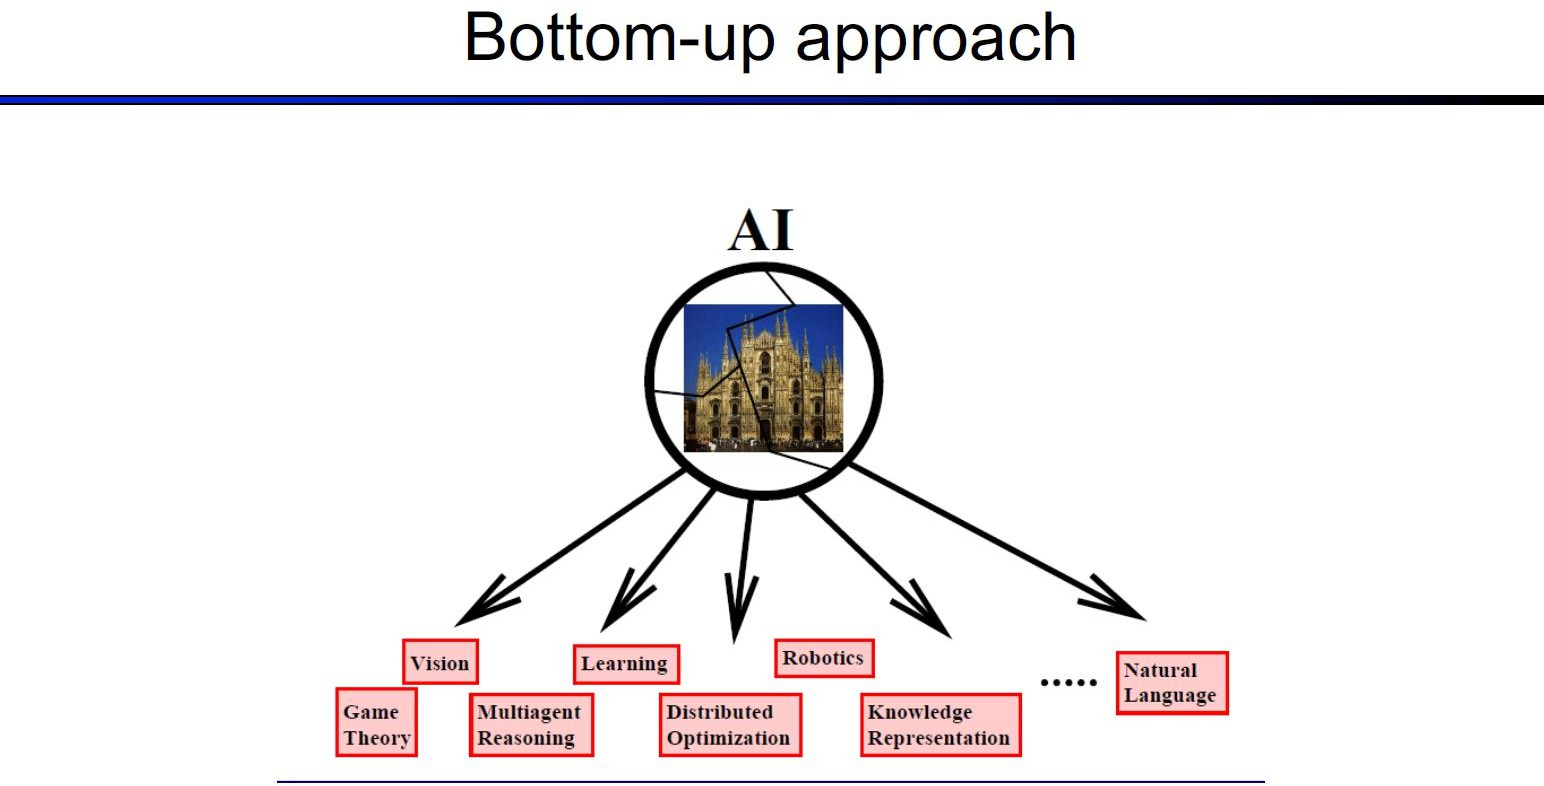 Bottom-up approach
AI
Vision
Learning
Robotics
Natural
Language
Game
Theory
Multiagent
Reasoning
Distributed
Optimization
Knowledge
Representation
.....